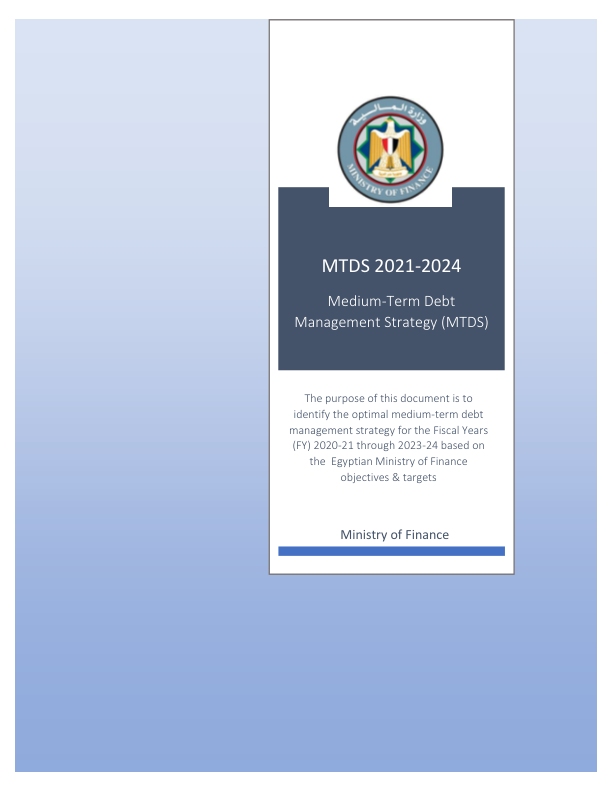 وزارة المالية
MINISTRY OF FINANCE
MTDS 2021-2024
Medium-Term Debt
Management Strategy (MTDS)
The purpose of this document is to
identify the optimal medium-term debt
management strategy for the Fiscal Years
(FY) 2020-21 through 2023-24 based on
the Egyptian Ministry of Finance
objectives & targets
Ministry of Finance